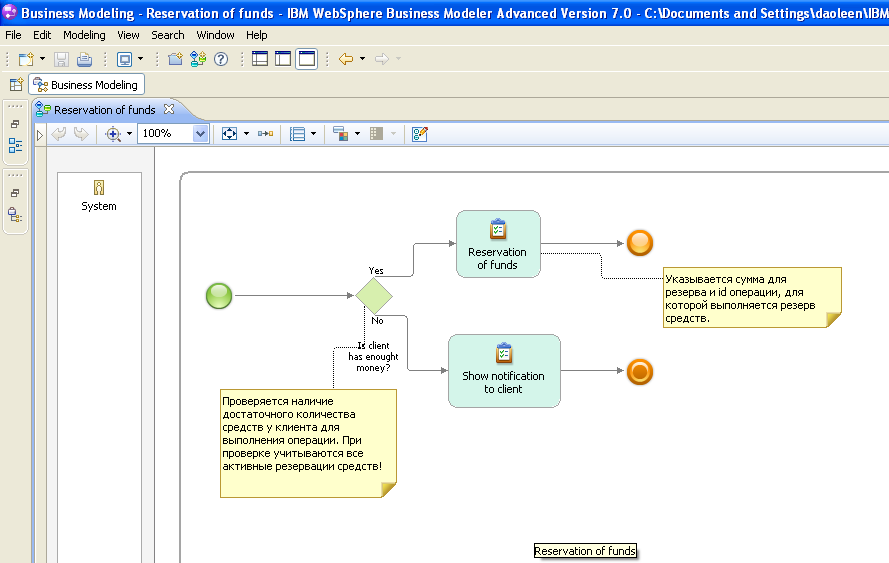 Business Modeling - Reservation of funds - IBM WebSphere Business Modeler Advanced Version 7.0 - C:\Documents and Settings\daoleen\IBM
File Edit Modeling View Search Window Help
Business Modeling
Reservation of funds
100%
System
Reservation
of funds
Yes
Указывается сумма для
резерва и id операции, для
которой выполняется резерв
средств.
No
Is client
has enought
money?
Show notification
to client
Проверяется наличие
достаточного количества
средств у клиента для
выполнения операции. При
проверке учитываются все
активные резервации средств!
Reservation of funds